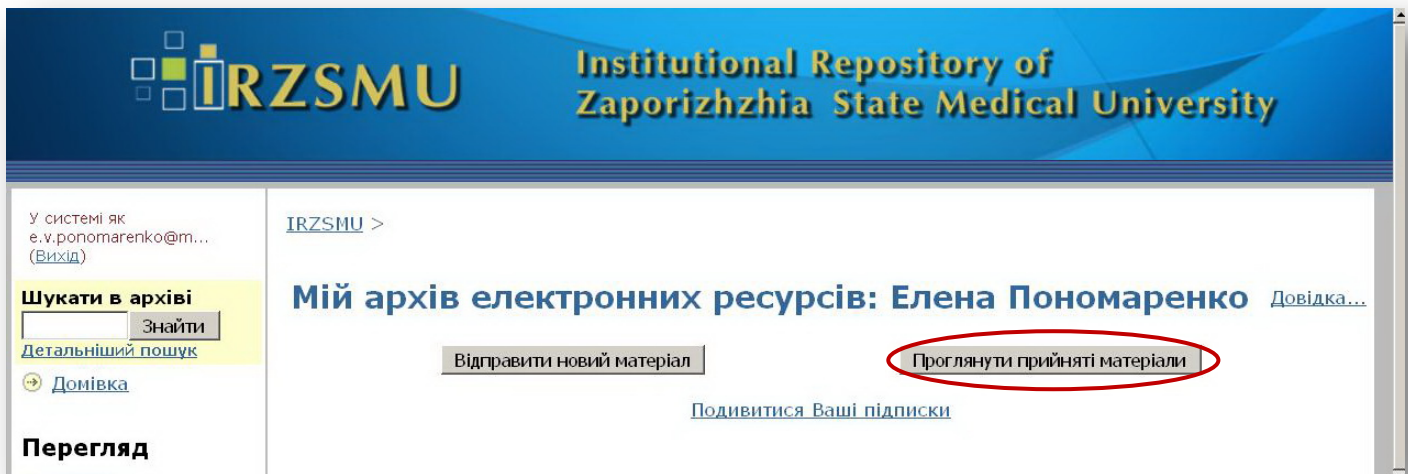 IRZSMU
Institutional Repository of
Zaporizhzhia State Medical University
У системі як
e.v.ponomarenko@m...
(Вихід)
Шукати в архіві
Знайти
Детальніший пошук
Домівка
Перегляд
IRZSMU >
Мій архів електронних ресурсів: Елена Пономаренко
Довідка...
Відправити новий матеріал
Проглянути прийняті матеріали
Подивитися Ваші підписки